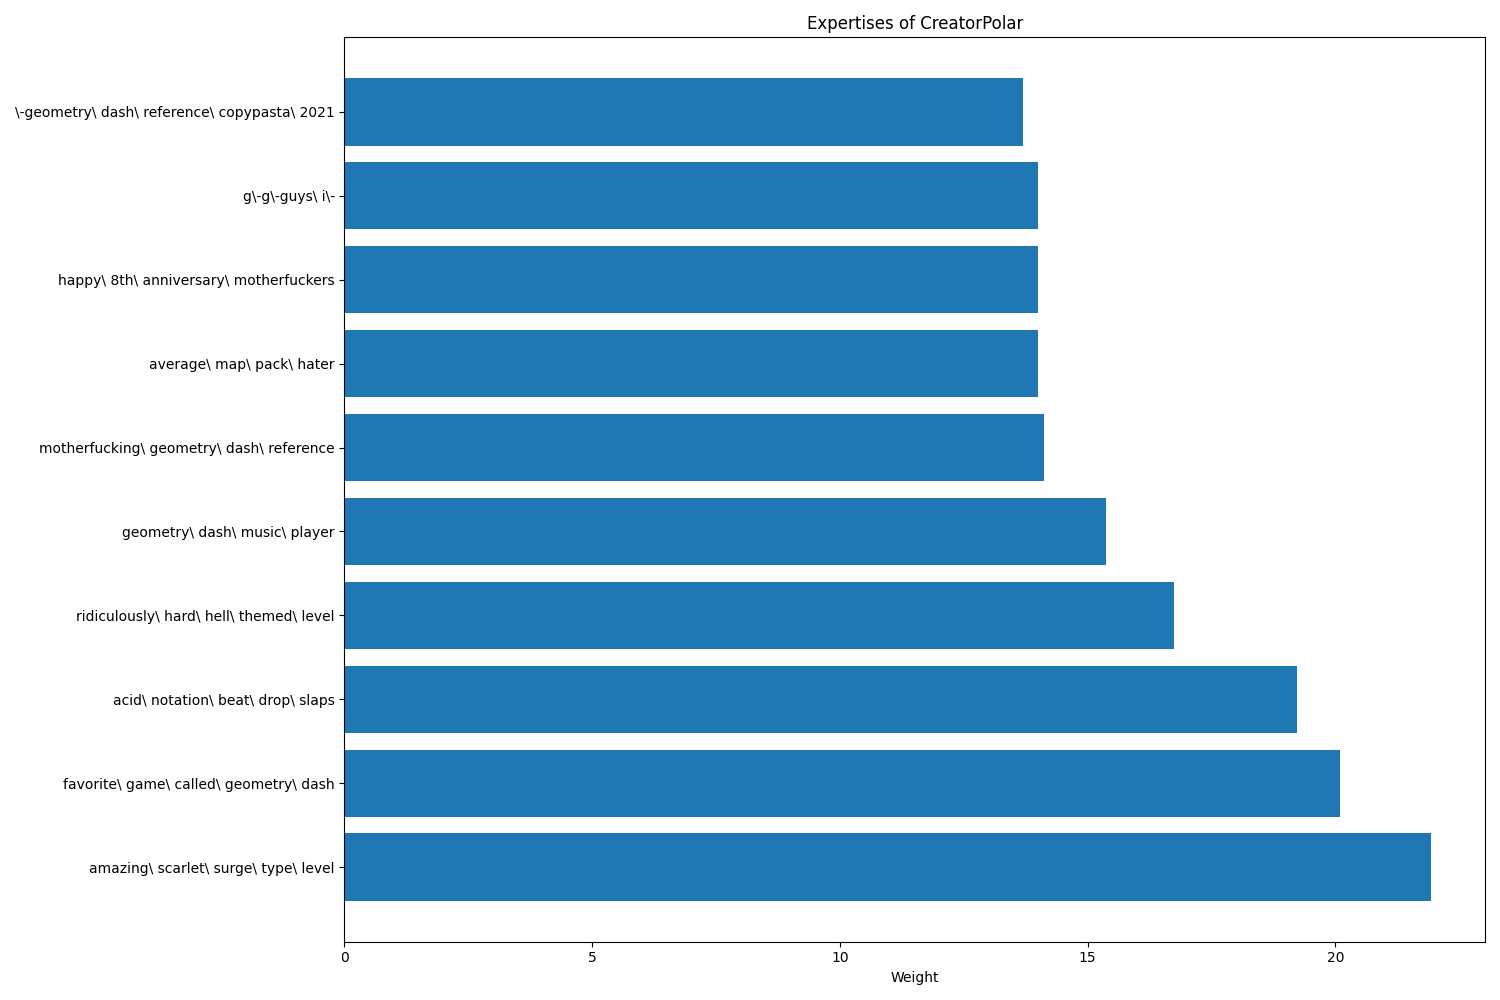 Expertises of CreatorPolar
\-geometry\ dash\ reference\ copypasta\ 2021
g\-g\-guys\ i\-
happy\ 8th\ anniversary\ motherfuckers
average\ map\ pack\ hater
motherfucking\ geometry\ dash\ reference
geometry\ dash\ music\ player
ridiculously\ hard\ hell\ themed\ level
acid\ notation\ beat\ drop\ slaps
favorite\ game\ called\ geometry\ dash
amazing\ scarlet\ surge\ type\ level
0 5 10 15 20
Weight